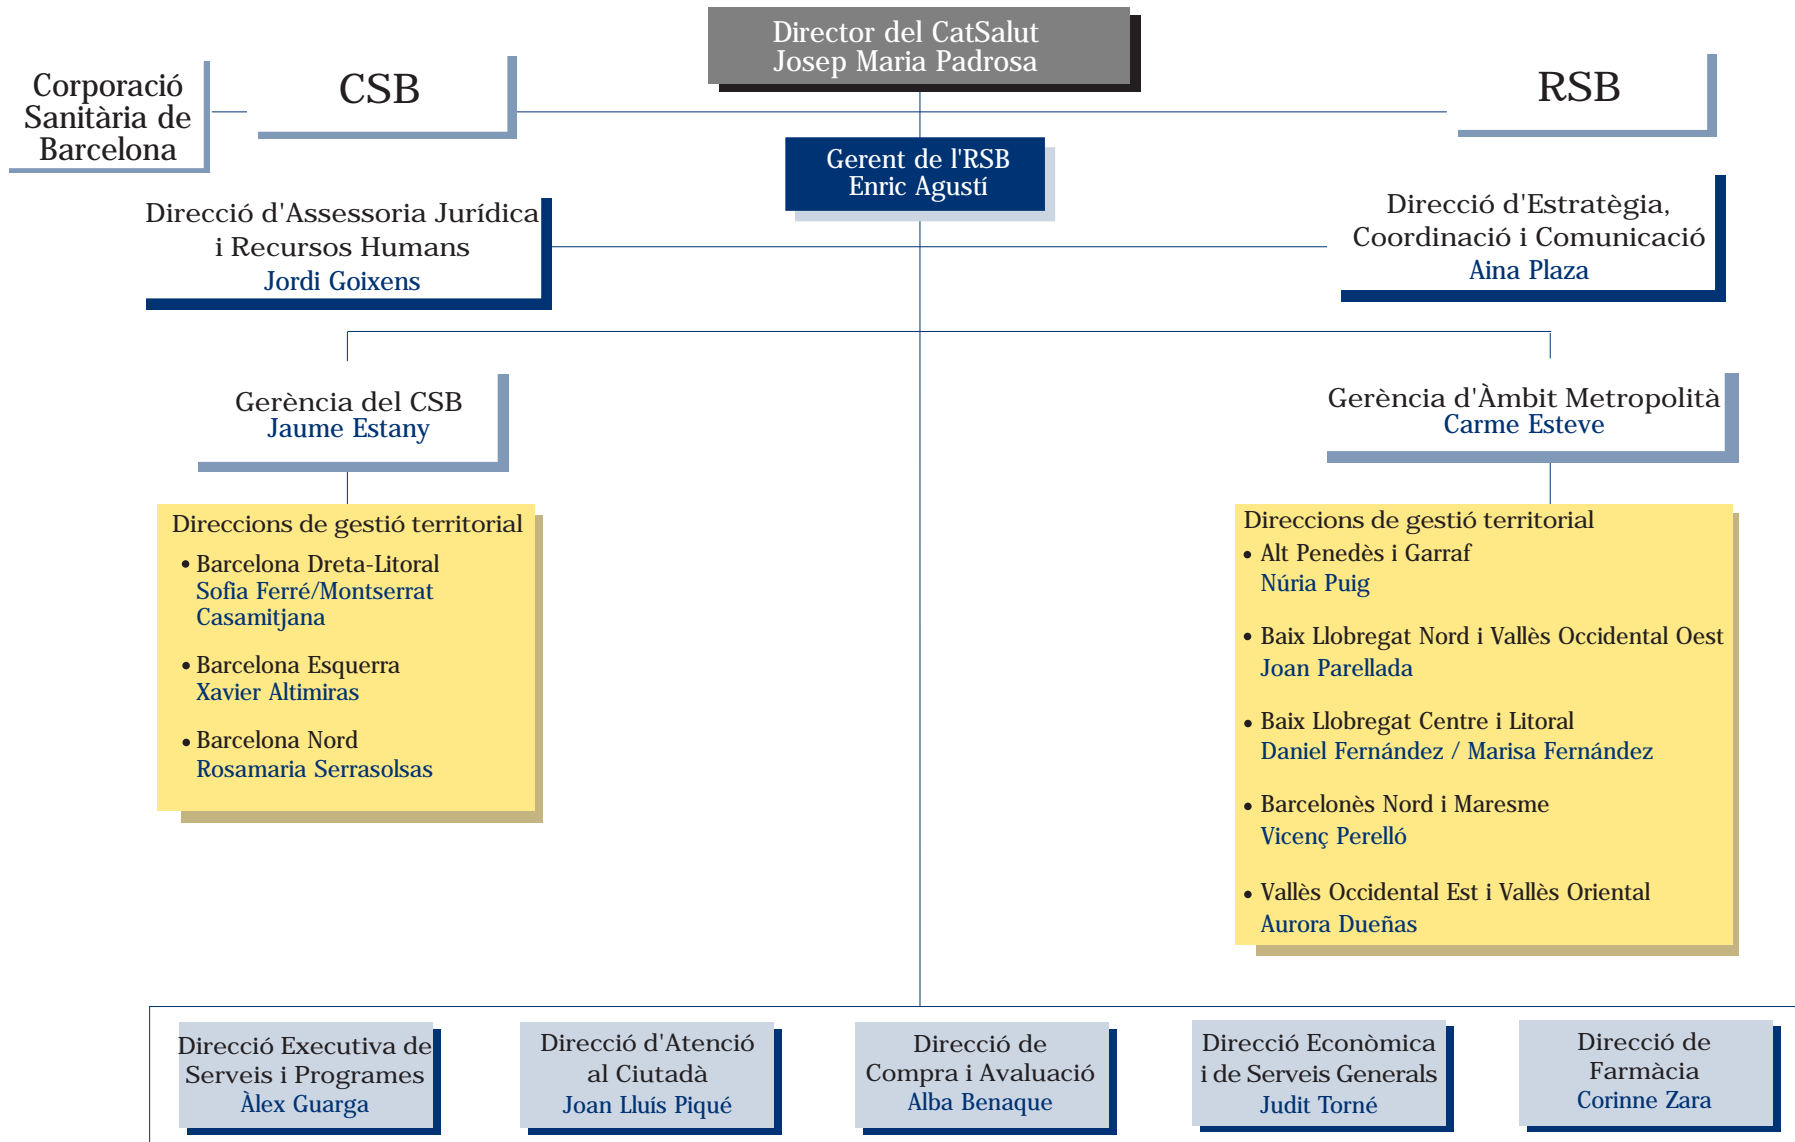 Director del CatSalut
Josep Maria Padrosa
Corporació
Sanitària de
Barcelona
CSB
RSB
Gerent de l'RSB
Enric Agustí
Direcció d'Assessoria Jurídica
i Recursos Humans
Jordi Goixens
Direcció d'Estratègia,
Coordinació i Comunicació
Aina Plaza
Gerència del CSB
Jaume Estany
Gerència d'Àmbit Metropolità
Carme Esteve
Direccions de gestió territorial
• Barcelona Dreta-Litoral
Sofia Ferré/Montserrat
Casamitjana
• Barcelona Esquerra
Xavier Altimiras
• Barcelona Nord
Rosamaria Serrasolsas
Direccions de gestió territorial
• Alt Penedès i Garraf
Núria Puig
• Baix Llobregat Nord i Vallès Occidental Oest
Joan Parellada
• Baix Llobregat Centre i Litoral
Daniel Fernández / Marisa Fernández
• Barcelonès Nord i Maresme
Vicenç Perelló
• Vallès Occidental Est i Vallès Oriental
Aurora Dueñas
Direcció Executiva de
Serveis i Programes
Àlex Guarga
Direcció d'Atenció
al Ciutadà
Joan Lluís Piqué
Direcció de
Compra i Avaluació
Alba Benaque
Direcció Econòmica
i de Serveis Generals
Judit Torné
Direcció de
Farmàcia
Corinne Zara